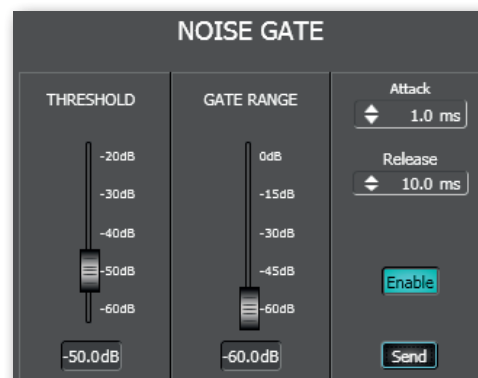 NOISE GATE
THRESHOLD
-20dB
-30dB
-40dB
-50dB
-60dB
-50.0dB
GATE RANGE
0dB
-15dB
-30dB
-45dB
-60dB
-60.0dB
Attack
1.0 ms
Release
10.0 ms
Enable
Send